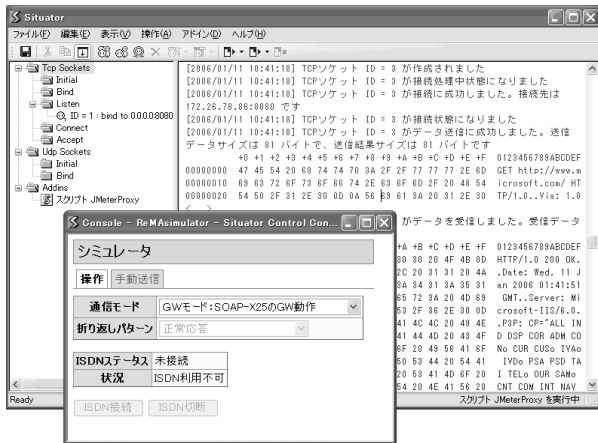 Situator
ファイル(F) 編集(E) 表示(V) 操作(A) アドイン(D) ヘルプ(H)
Tcp Sockets
Initial
Bind
Listen
ID = 1 : bind to 0.0.0.0:8080
Connect
Accept
Udp Sockets
Initial
Bind
Addins
スクリプト JMeterProxy
[2006/01/11 10:41:18] TCPソケット ID = 3 が作成されました
[2006/01/11 10:41:18] TCPソケット ID = 3 が接続処理中状態になりました
[2006/01/11 10:41:18] TCPソケット ID = 3 が接続に成功しました。接続先は
172.26.78.86:8080 です
[2006/01/11 10:41:18] TCPソケット ID = 3 が接続状態になりました
[2006/01/11 10:41:18] TCPソケット ID = 3 がデータ送信に成功しました。送信
データサイズは 81 バイトで、送信結果サイズは 81 バイトです
+0 +1 +2 +3 +4 +5 +6 +7 +8 +9 +A +B +C +D +E +F 0123456789ABCDEF
00000000 47 45 54 20 68 74 74 70 3A 2F 2F 77 77 77 2E 6D GET http://www.m
00000010 69 63 72 6F 73 6F 66 74 2E 63 6F 6D 2F 20 48 54 icrosoft.com/ HT
00000020 54 50 2F 31 2E 30 0D 0A 56 69 61 3A 20 31 2E 30 TP/1.0..Via: 1.0
がデータを受信しました。受信データ
+A +B +C +D +E +F 0123456789ABCDEF
30 30 20 4F 4B 0D HTTP/1.0 200 OK.
2C 20 31 31 20 4A .Date: Wed, 11 J
3A 34 31 3A 35 31 an 2006 01:41:51
65 72 3A 20 4D 69 GMT..Server: Mi
53 2F 36 2E 30 0D crosoft-IIS/6.0.
41 4C 4C 20 49 4E .P3P: CP="ALL IN
41 44 4D 20 43 4F D DSP COR ADM CO
6F 20 49 56 41 6F No CUR CUSo IVAo
50 53 44 20 54 41 IVDo PSA PSD TA
20 53 41 4D 6F 20 I TELo OUR SAMo
54 20 4E 41 56 20 CNT COM INT NAV
Console - ReMAsimulator - Situator Control Con...
シミュレータ
操作 手動送信
通信モード GWモード:SOAP-X25のGW動作
折り返しパターン 正常応答
ISDNステータス 未接続
状況 ISDN利用不可
ISDN接続 ISDN切断
Ready スクリプト JMeterProxy を実行中